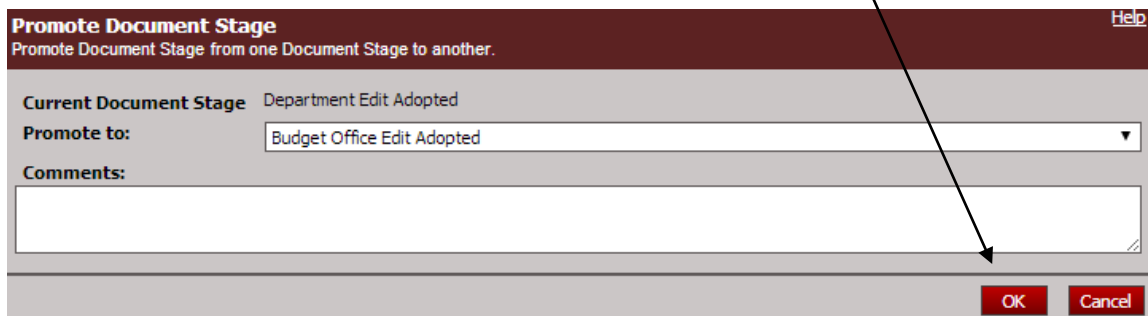 Promote Document Stage
Help
Promote Document Stage from one Document Stage to another.
Current Document Stage Department Edit Adopted
Promote to: Budget Office Edit Adopted
Comments:
OK Cancel